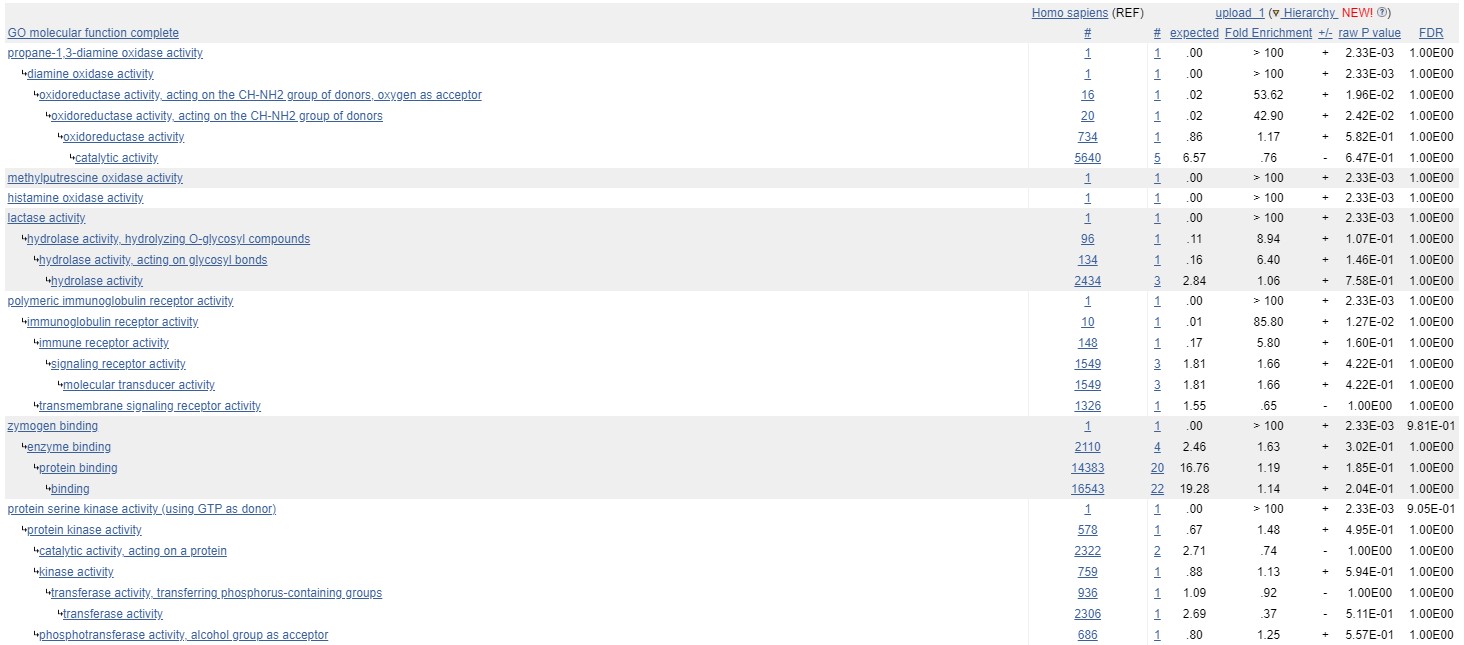 Homo sapiens (REF) upload_1 (▼ Hierarchy NEW! ?)
GO molecular function complete # # expected Fold Enrichment +/- raw P value FDR
propane-1,3-diamine oxidase activity 1 1 .00 > 100 + 2.33E-03 1.00E00
↳diamine oxidase activity 1 1 .00 > 100 + 2.33E-03 1.00E00
↳oxidoreductase activity, acting on the CH-NH2 group of donors, oxygen as acceptor 16 1 .02 53.62 + 1.96E-02 1.00E00
↳oxidoreductase activity, acting on the CH-NH2 group of donors 20 1 .02 42.90 + 2.42E-02 1.00E00
↳oxidoreductase activity 734 1 .86 1.17 + 5.82E-01 1.00E00
↳catalytic activity 5640 5 6.57 .76 - 6.47E-01 1.00E00
methylputrescine oxidase activity 1 1 .00 > 100 + 2.33E-03 1.00E00
histamine oxidase activity 1 1 .00 > 100 + 2.33E-03 1.00E00
lactase activity 1 1 .00 > 100 + 2.33E-03 1.00E00
↳hydrolase activity, hydrolyzing O-glycosyl compounds 96 1 .11 8.94 + 1.07E-01 1.00E00
↳hydrolase activity, acting on glycosyl bonds 134 1 .16 6.40 + 1.46E-01 1.00E00
↳hydrolase activity 2434 3 2.84 1.06 + 7.58E-01 1.00E00
polymeric immunoglobulin receptor activity 1 1 .00 > 100 + 2.33E-03 1.00E00
↳immunoglobulin receptor activity 10 1 .01 85.80 + 1.27E-02 1.00E00
↳immune receptor activity 148 1 .17 5.80 + 1.60E-01 1.00E00
↳signaling receptor activity 1549 3 1.81 1.66 + 4.22E-01 1.00E00
↳molecular transducer activity 1549 3 1.81 1.66 + 4.22E-01 1.00E00
↳transmembrane signaling receptor activity 1326 1 1.55 .65 - 1.00E00 1.00E00
zymogen binding 1 1 .00 > 100 + 2.33E-03 9.81E-01
↳enzyme binding 2110 4 2.46 1.63 + 3.02E-01 1.00E00
↳protein binding 14383 20 16.76 1.19 + 1.85E-01 1.00E00
↳binding 16543 22 19.28 1.14 + 2.04E-01 1.00E00
protein serine kinase activity (using GTP as donor) 1 1 .00 > 100 + 2.33E-03 9.05E-01
↳protein kinase activity 578 1 .67 1.48 + 4.95E-01 1.00E00
↳catalytic activity, acting on a protein 2322 2 2.71 .74 - 1.00E00 1.00E00
↳kinase activity 759 1 .88 1.13 + 5.94E-01 1.00E00
↳transferase activity, transferring phosphorus-containing groups 936 1 1.09 .92 - 1.00E00 1.00E00
↳transferase activity 2306 1 2.69 .37 - 5.11E-01 1.00E00
↳phosphotransferase activity, alcohol group as acceptor 686 1 .80 1.25 + 5.57E-01 1.00E00